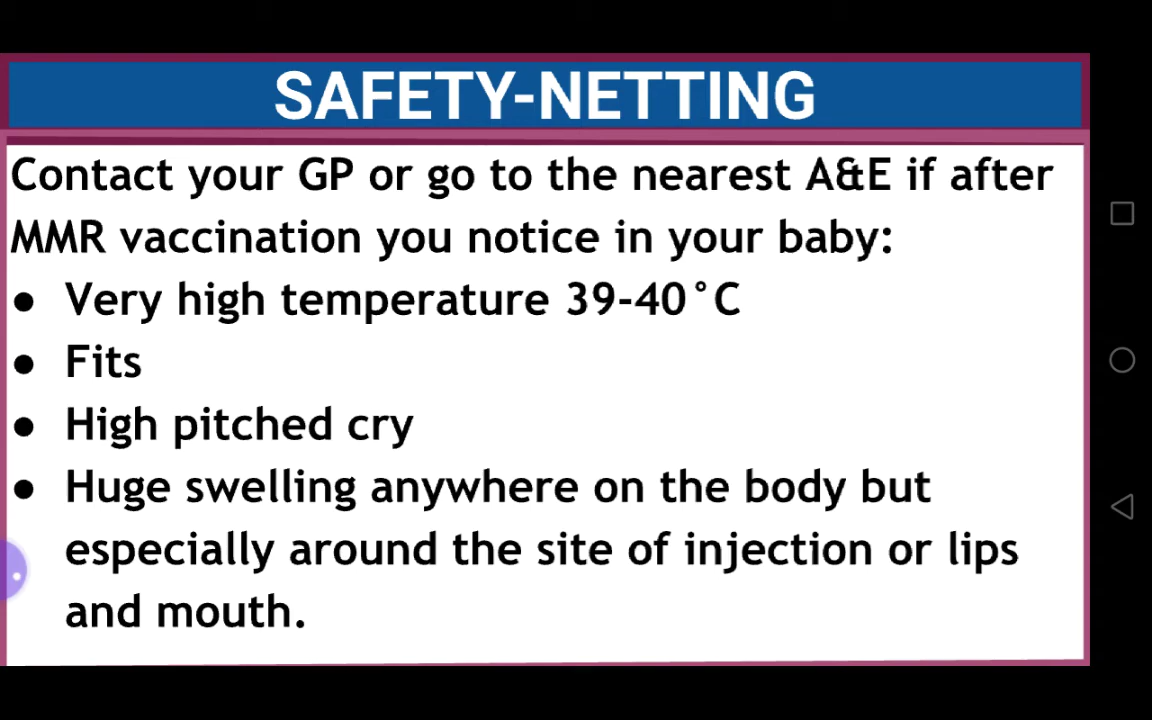 SAFETY-NETTING
Contact your GP or go to the nearest A&E if after
MMR vaccination you notice in your baby:
● Very high temperature 39-40°C
● Fits
● High pitched cry
● Huge swelling anywhere on the body but
especially around the site of injection or lips
and mouth.